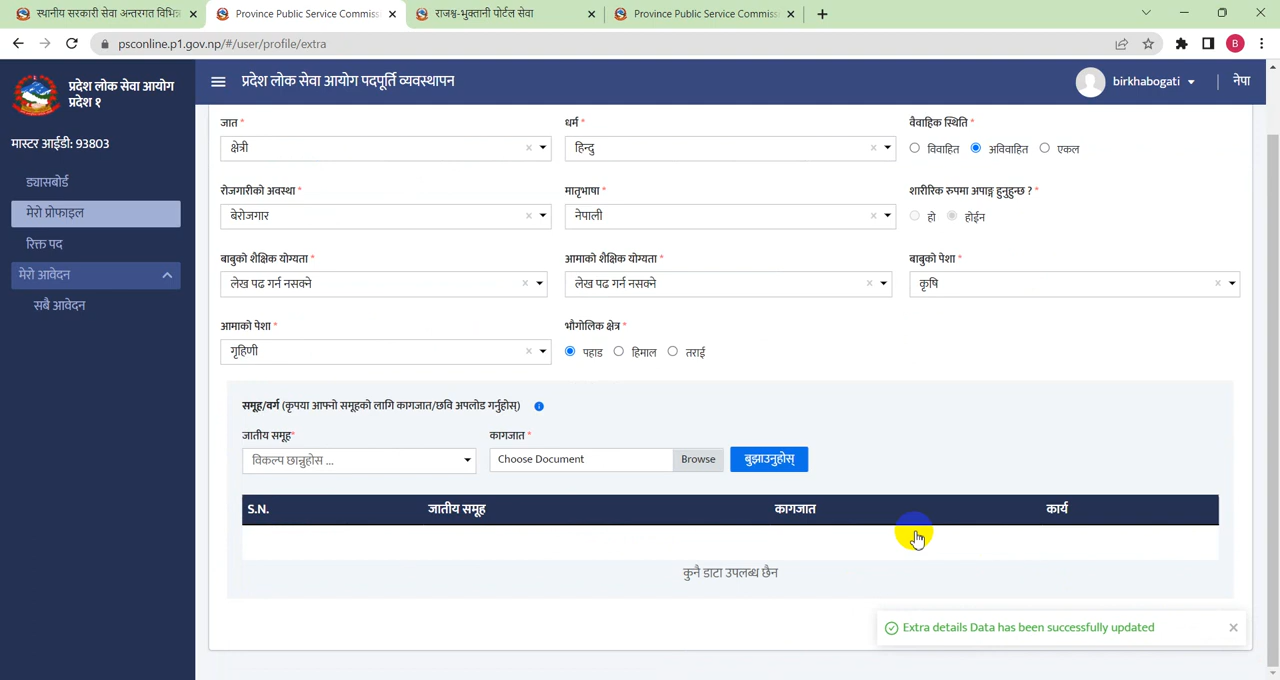 स्थानीय सरकारी सेवा अन्तरगत विभि
Province Public Service Commiss
राजश्व-भुक्तानी पोर्टल सेवा
Province Public Service Commiss
psconline.p1.gov.np/#/user/profile/extra
B
प्रदेश लोक सेवा आयोग
प्रदेश १
प्रदेश लोक सेवा आयोग पदपूर्ति व्यवस्थापन
birkhabogati
नेपा
मास्टर आईडी: 93803
ड्यासबोर्ड
मेरो प्रोफाइल
रिक्त पद
मेरो आवेदन
सबै आवेदन
जात *
धर्म *
वैवाहिक स्थिति *
क्षेत्री
हिन्दु
विवाहित
अविवाहित
एकल
रोजगारीको अवस्था *
मातृभाषा *
शारीरिक रुपमा अपाङ्ग हुनुहुन्छ ? *
बेरोजगार
नेपाली
हो
होईन
बाबुको शैक्षिक योग्यता *
आमाको शैक्षिक योग्यता *
बाबुको पेशा *
लेख पढ गर्न नसक्ने
लेख पढ गर्न नसक्ने
कृषि
आमाको पेशा *
भौगोलिक क्षेत्र *
गृहिणी
पहाड
हिमाल
तराई
समूह/वर्ग (कृपया आफ्नो समूहको लागि कागजात/छवि अपलोड गर्नुहोस्)
जातीय समूह*
कागजात *
विकल्प छान्नुहोस ...
Choose Document
Browse
बुझाउनुहोस्
S.N.
जातीय समूह
कागजात
कार्य
कुनै डाटा उपलब्ध छैन
Extra details Data has been successfully updated